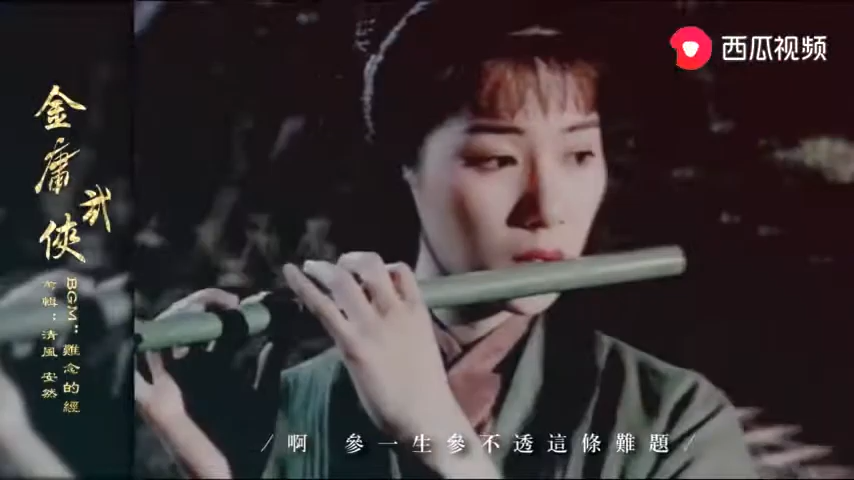 西瓜视频
金庸
武
俠
BGM：難念的經
剪輯：清風 安然
/啊 參一生參不透這條難題/